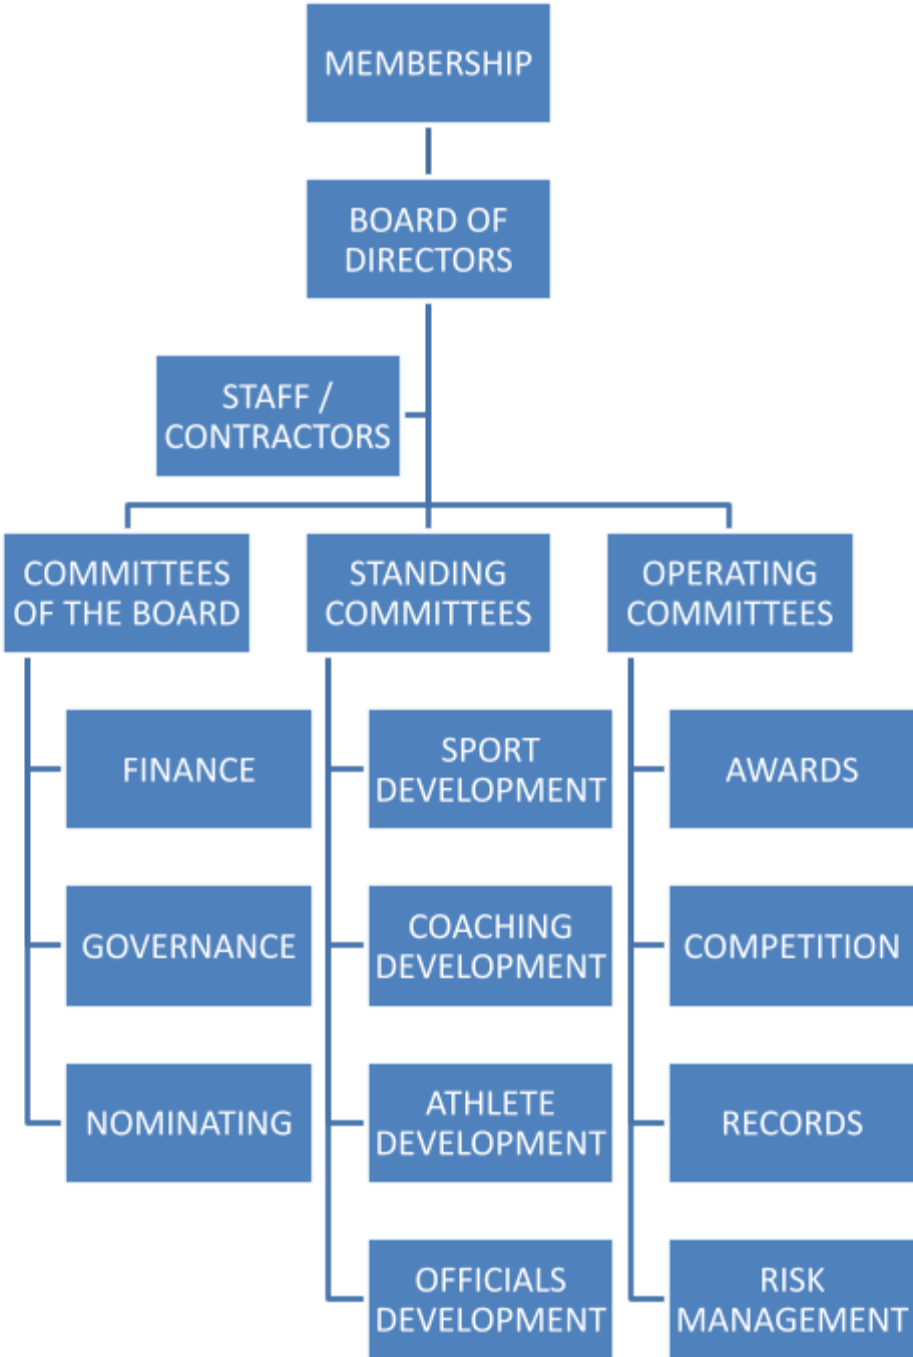 MEMBERSHIP
BOARD OF
DIRECTORS
STAFF /
CONTRACTORS
COMMITTEES
OF THE BOARD
FINANCE
GOVERNANCE
NOMINATING
STANDING
COMMITTEES
SPORT
DEVELOPMENT
COACHING
DEVELOPMENT
ATHLETE
DEVELOPMENT
OFFICIALS
DEVELOPMENT
OPERATING
COMMITTEES
AWARDS
COMPETITION
RECORDS
RISK
MANAGEMENT